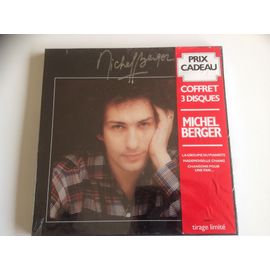 Michel Berger
PRIX
CADEAU
COFFRET
3 DISQUES
MICHEL
BERGER
LA GROUPIE DU PIANISTE
MADEMOISELLE CHANG
CHANSONS POUR
UNE FAN...
tirage limité